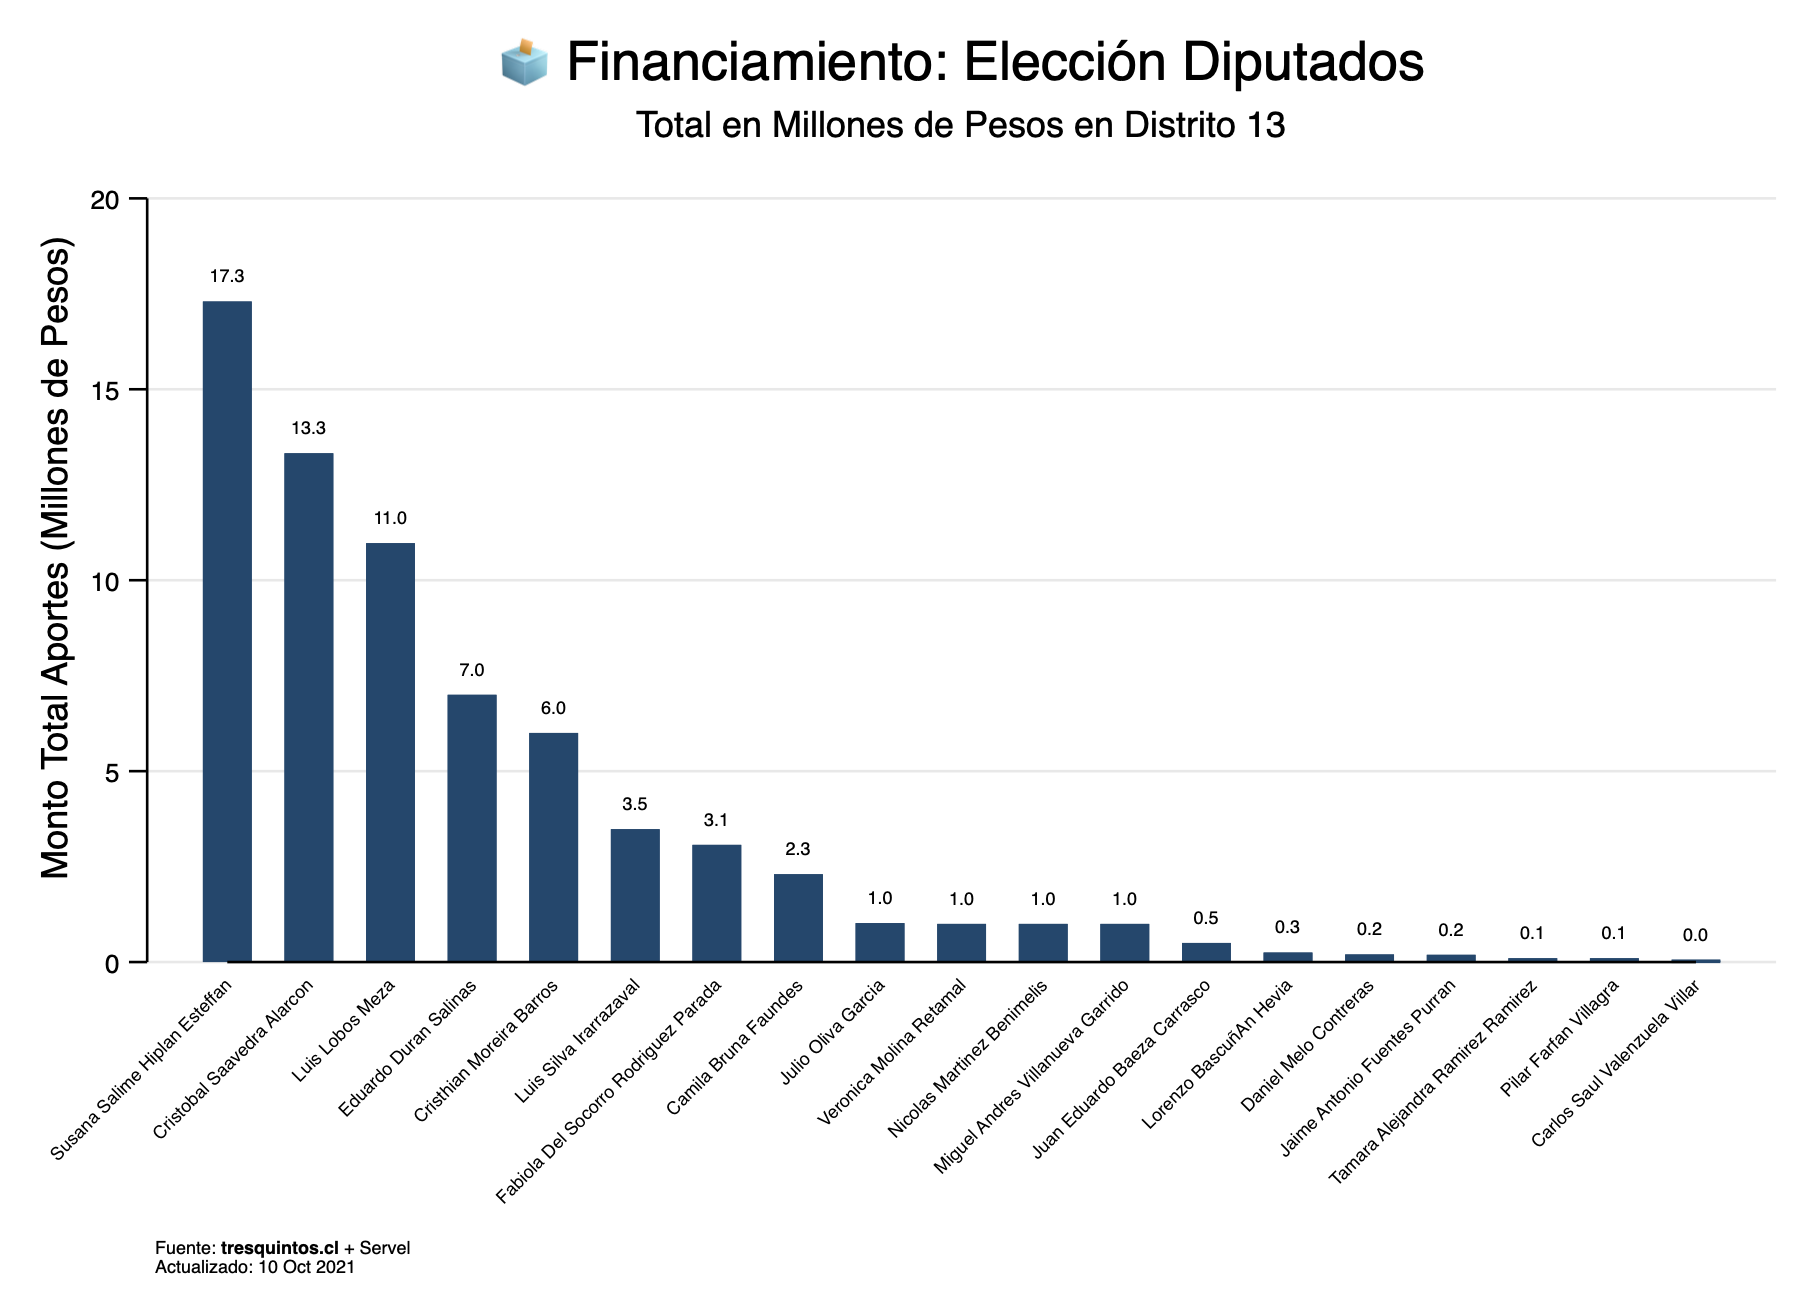 Financiamiento: Elección Diputados
Total en Millones de Pesos en Distrito 13
Monto Total Aportes (Millones de Pesos)
20
15
10
5
0
17.3
13.3
11.0
7.0
6.0
3.5
3.1
2.3
1.0
1.0
1.0
1.0
0.5
0.3
0.2
0.2
0.1
0.1
0.0
Susana Salime Hiplan Esteffan
Cristobal Saavedra Alarcon
Luis Lobos Meza
Eduardo Duran Salinas
Cristhian Moreira Barros
Luis Silva Irarrazaval
Fabiola Del Socorro Rodriguez Parada
Camila Bruna Faundes
Julio Oliva Garcia
Veronica Molina Retamal
Nicolas Martinez Benimelis
Miguel Andres Villanueva Garrido
Juan Eduardo Baeza Carrasco
Lorenzo BascuñAn Hevia
Daniel Melo Contreras
Jaime Antonio Fuentes Purran
Tamara Alejandra Ramirez Ramirez
Pilar Farfan Villagra
Carlos Saul Valenzuela Villar
Fuente: tresquintos.cl + Servel
Actualizado: 10 Oct 2021